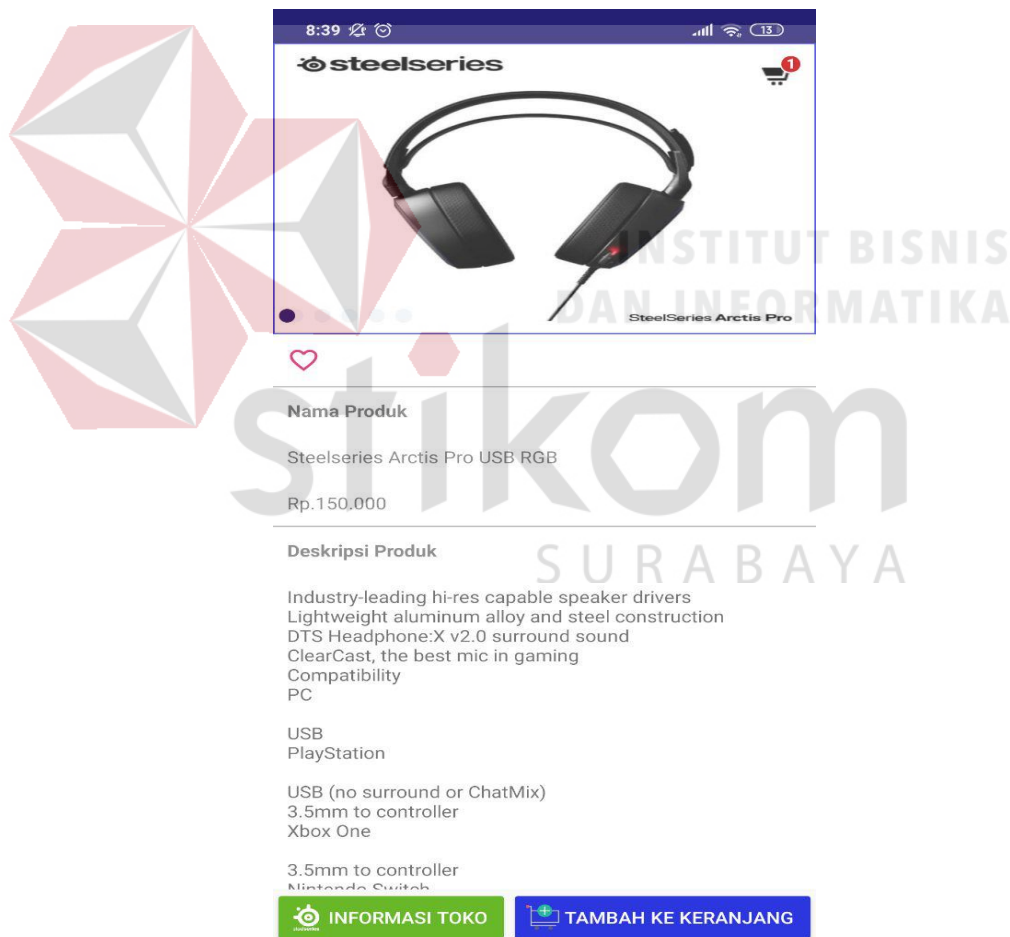 8:39
13
steelseries
1
SteelSeries Arctis Pro
INSTITUT BISNIS
DAN INFORMATIKA
stikom
SURABAYA
Nama Produk
Steelseries Arctis Pro USB RGB
Rp.150.000
Deskripsi Produk
Industry-leading hi-res capable speaker drivers
Lightweight aluminum alloy and steel construction
DTS Headphone:X v2.0 surround sound
ClearCast, the best mic in gaming
Compatibility
PC
USB
PlayStation
USB (no surround or ChatMix)
3.5mm to controller
Xbox One
3.5mm to controller
Nintendo Switch
INFORMASI TOKO
TAMBAH KE KERANJANG